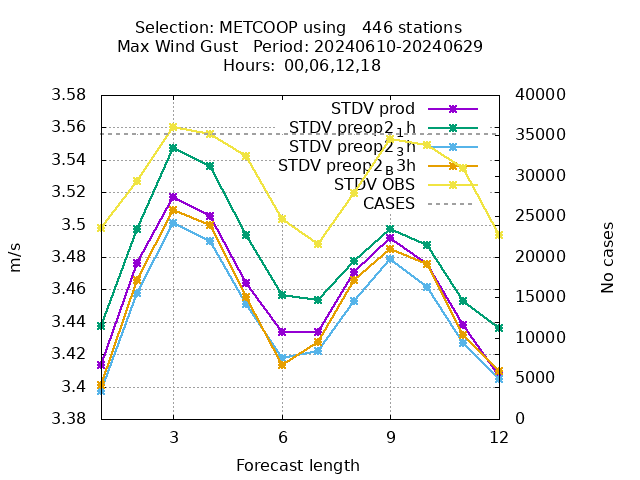 Selection: METCOOP using   446 stations
Max Wind Gust   Period: 20240610-20240629
Hours: 00,06,12,18
STDV prod
STDV preop2₁h
STDV preop2₃h
STDV preop2_B3h
STDV OBS
CASES
m/s
3.58
3.56
3.54
3.52
3.5
3.48
3.46
3.44
3.42
3.4
3.38
40000
35000
30000
25000
20000
15000
10000
5000
0
No cases
3
6
9
12
Forecast length